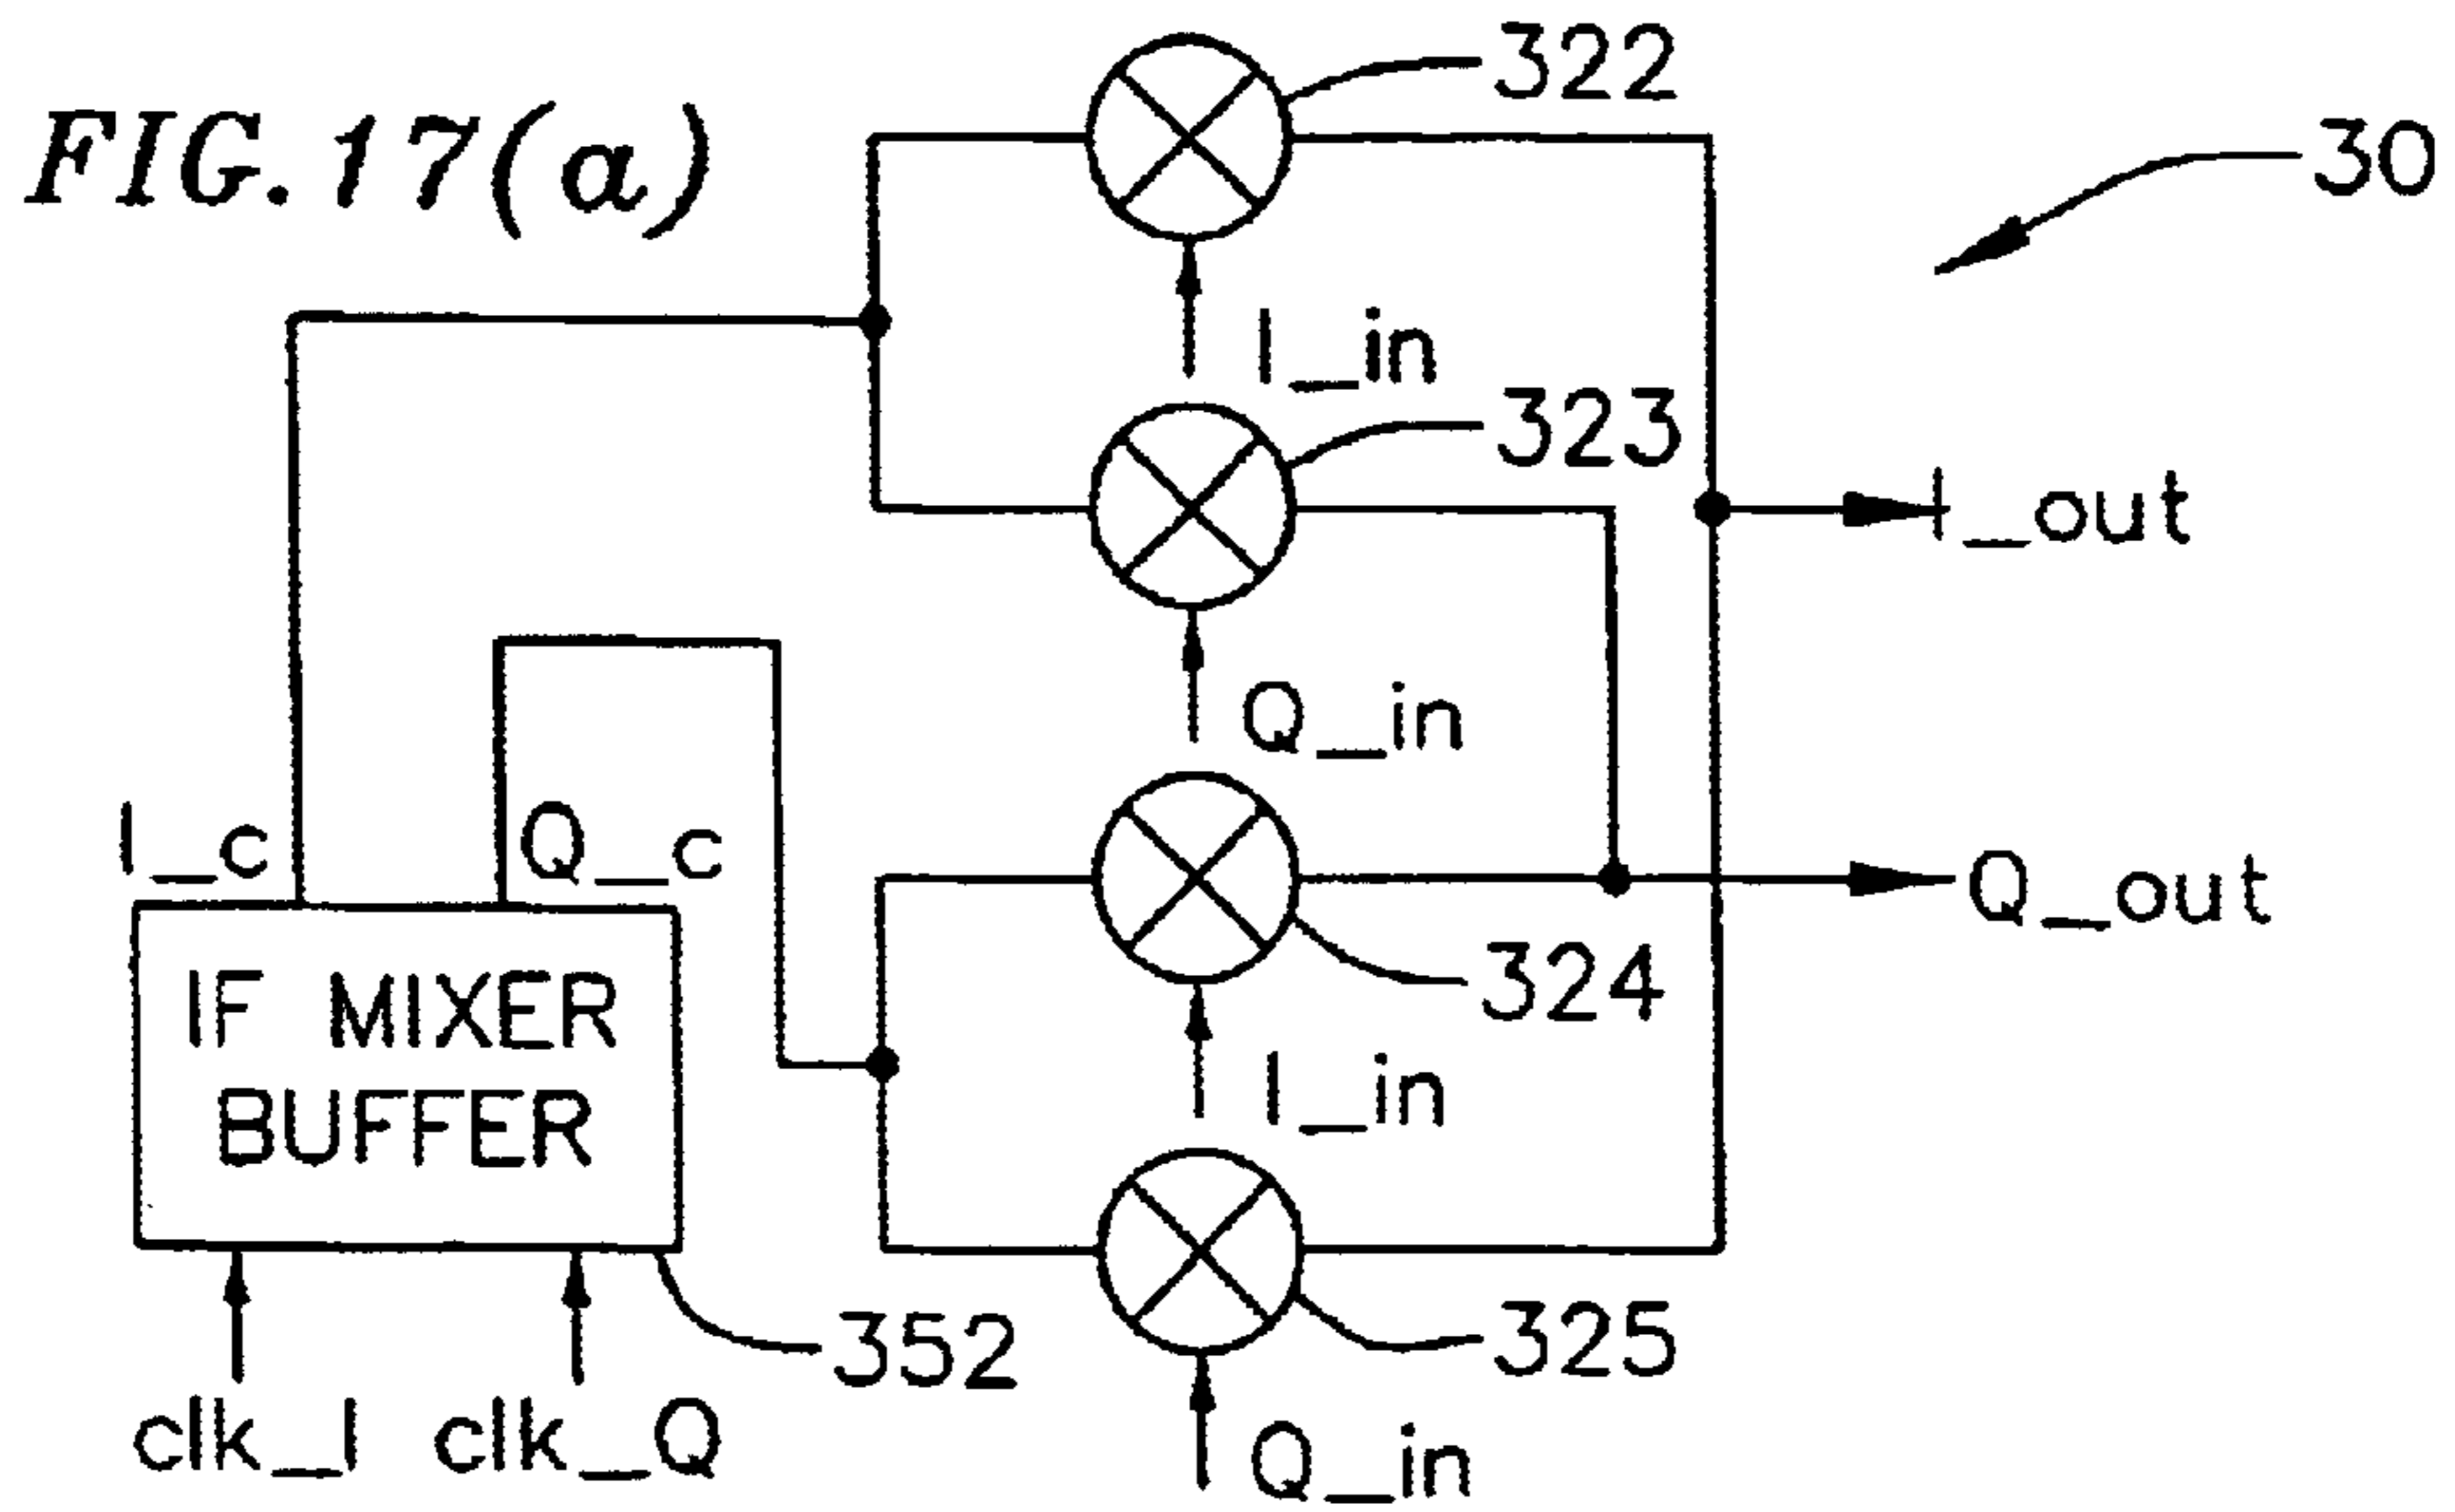 FIG.17(a)
322
30
I_in
323
I_out
Q_in
I_c
Q_c
Q_out
IF MIXER
BUFFER
324
I_in
352
325
clk_I
clk_Q
Q_in